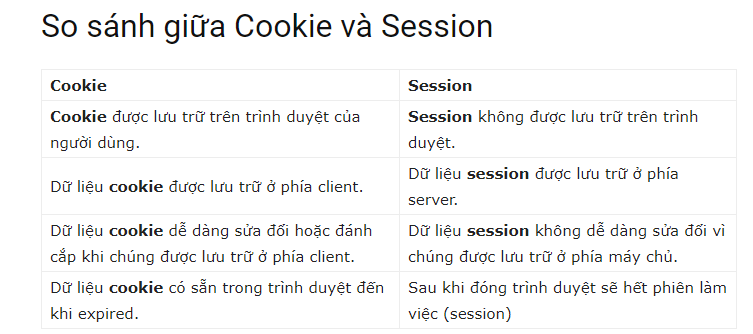 So sánh giữa Cookie và Session
Cookie
Session
Cookie được lưu trữ trên trình duyệt của
người dùng.
Session không được lưu trữ trên trình
duyệt.
Dữ liệu cookie được lưu trữ ở phía client.
Dữ liệu session được lưu trữ ở phía
server.
Dữ liệu cookie dễ dàng sửa đổi hoặc đánh
cắp khi chúng được lưu trữ ở phía client.
Dữ liệu session không dễ dàng sửa đổi vì
chúng được lưu trữ ở phía máy chủ.
Dữ liệu cookie có sẵn trong trình duyệt đến
khi expired.
Sau khi đóng trình duyệt sẽ hết phiên làm
việc (session)